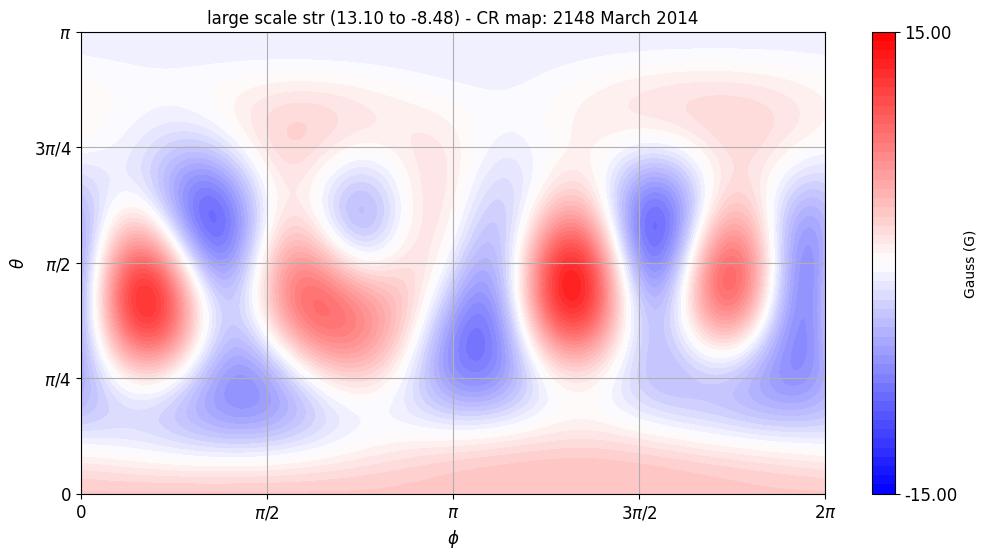 large scale str (13.10 to -8.48) - CR map: 2148 March 2014
π
3π/4
π/2
π/4
0
θ
0
π/2
π
3π/2
2π
ϕ
15.00
-15.00
Gauss (G)